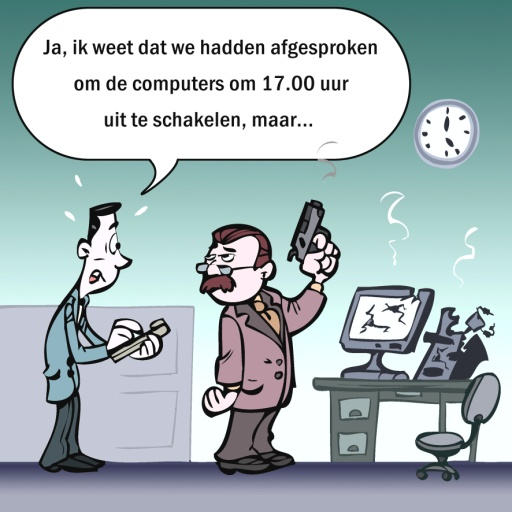 Ja, ik weet dat we hadden afgesproken
om de computers om 17.00 uur
uit te schakelen, maar...